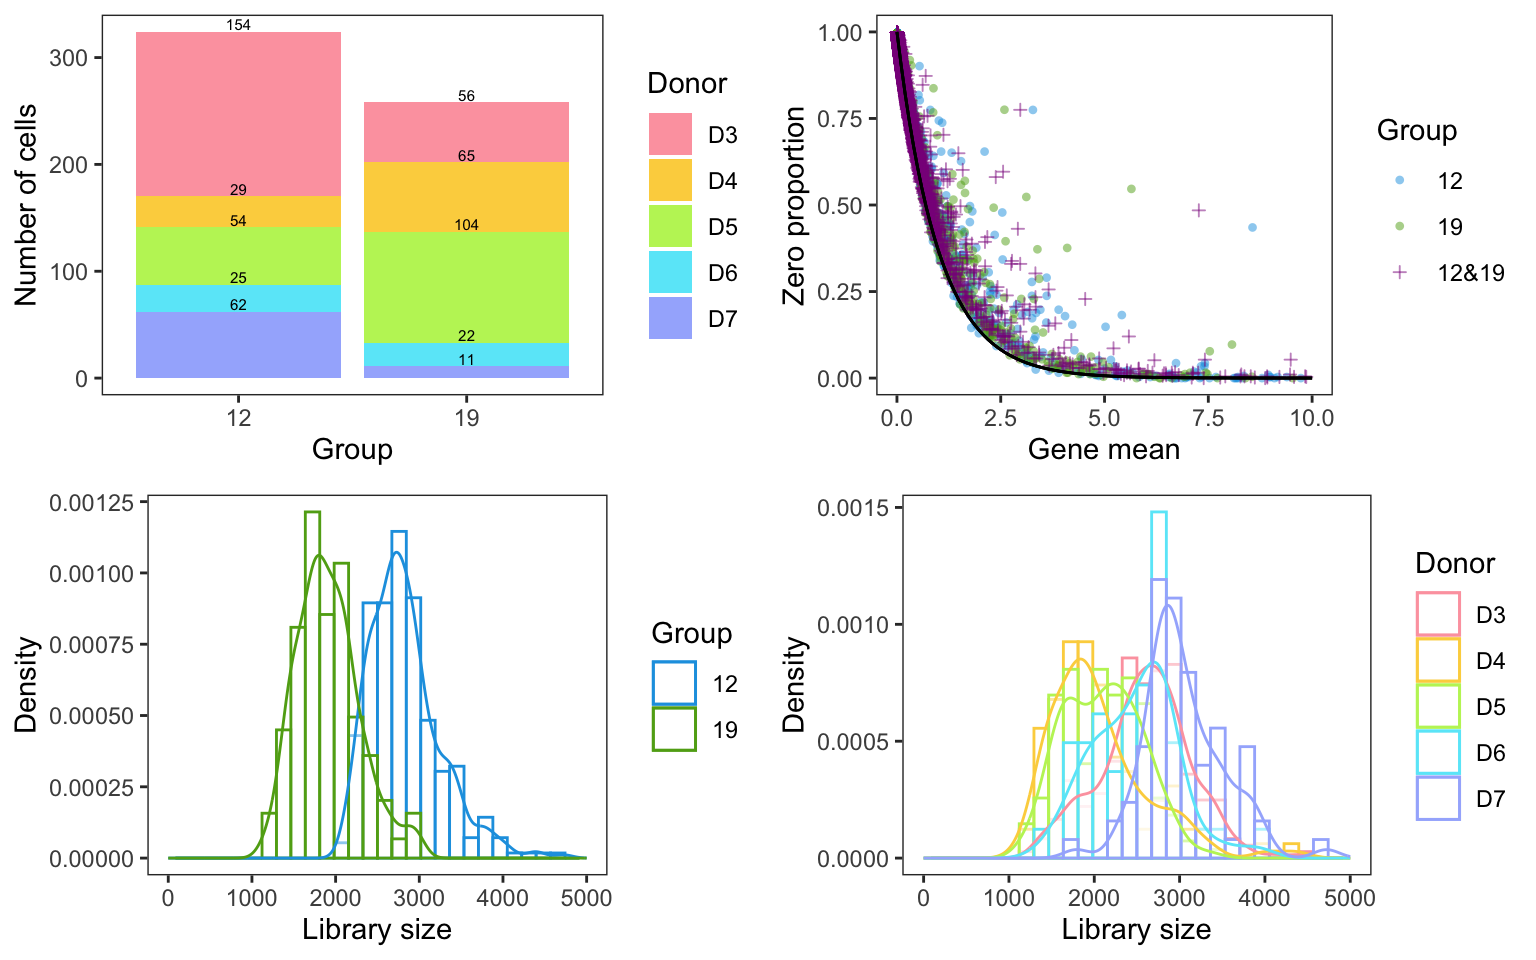 Number of cells
300
200
100
0
154
29
54
25
62
56
65
104
22
11
12
19
Group
Donor
D3
D4
D5
D6
D7
Zero proportion
1.00
0.75
0.50
0.25
0.00
0.0
2.5
5.0
7.5
10.0
Gene mean
Group
12
19
12&19
Density
0.00125
0.00100
0.00075
0.00050
0.00025
0.00000
0
1000
2000
3000
4000
5000
Library size
Group
12
19
Density
0.0015
0.0010
0.0005
0.0000
0
1000
2000
3000
4000
5000
Library size
Donor
D3
D4
D5
D6
D7